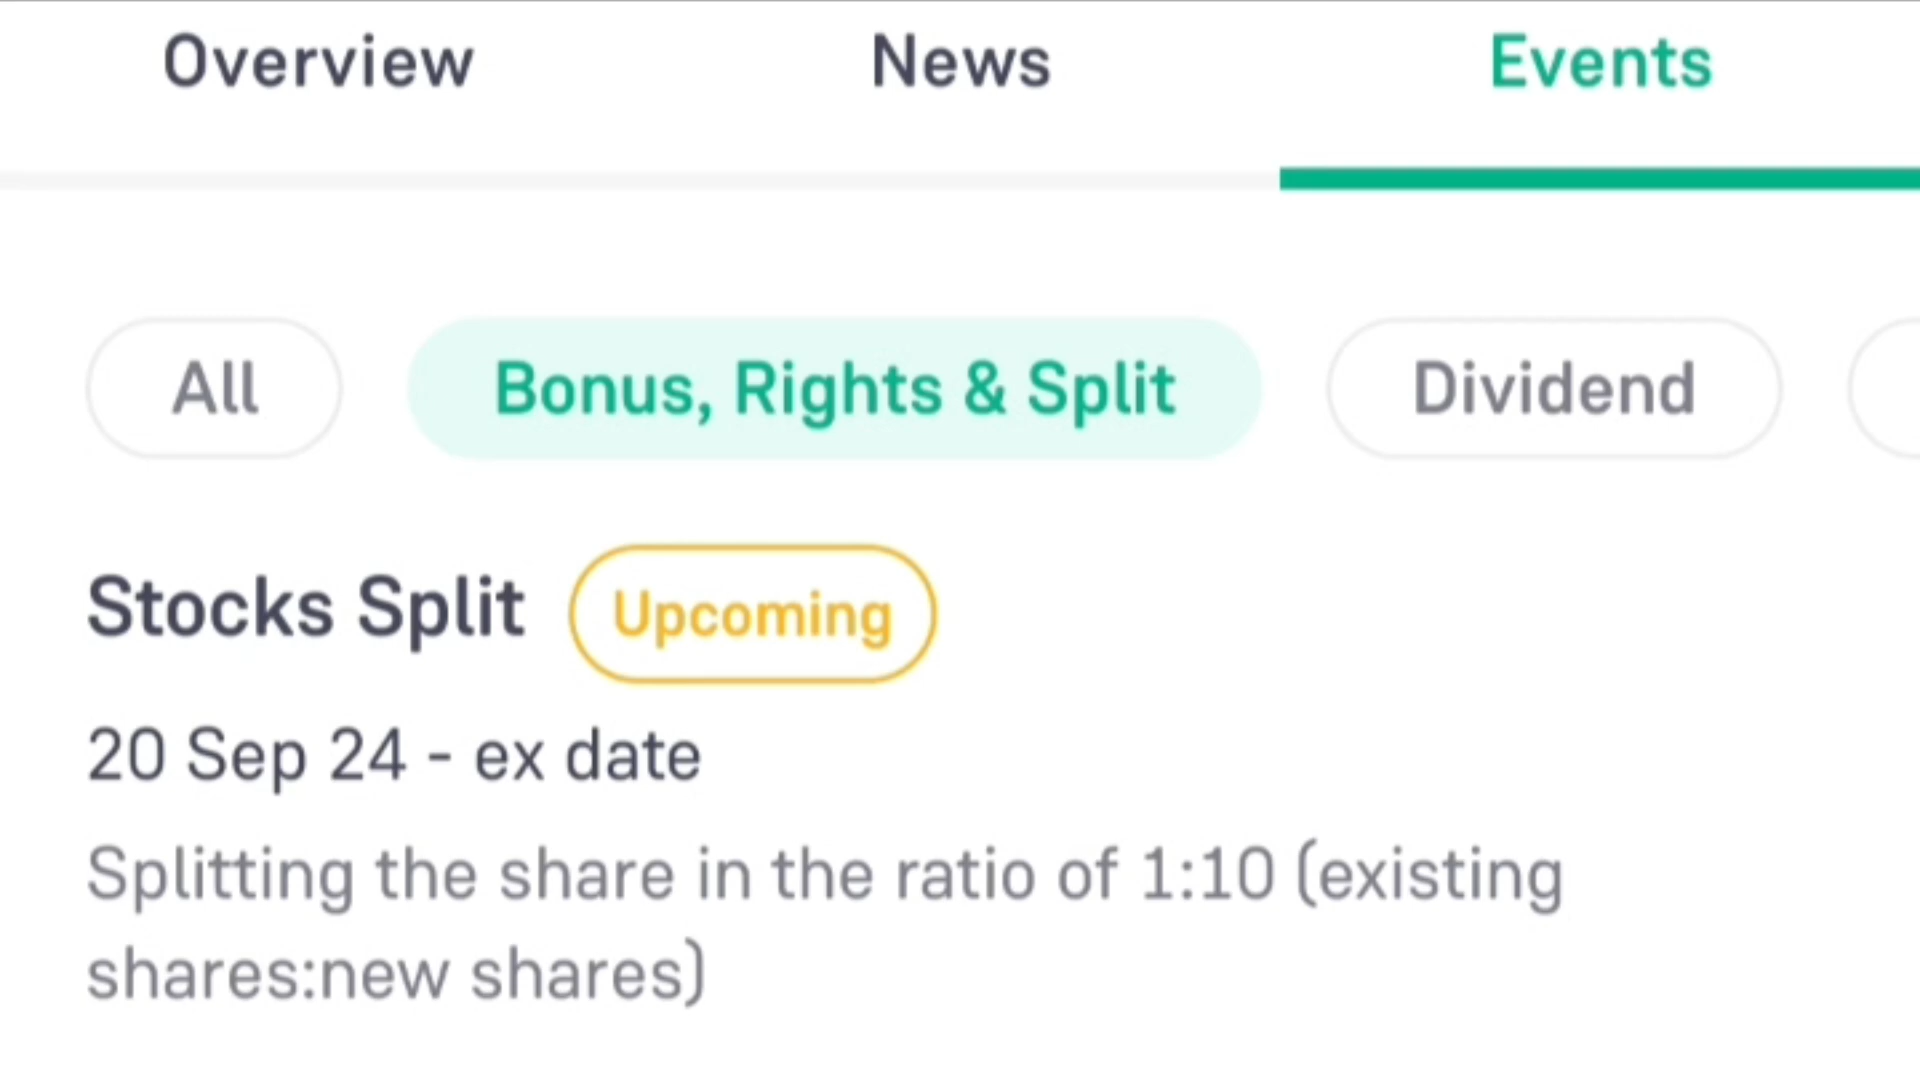 Overview News Events
All Bonus, Rights & Split Dividend
Stocks Split Upcoming
20 Sep 24 - ex date
Splitting the share in the ratio of 1:10 (existing
shares:new shares)